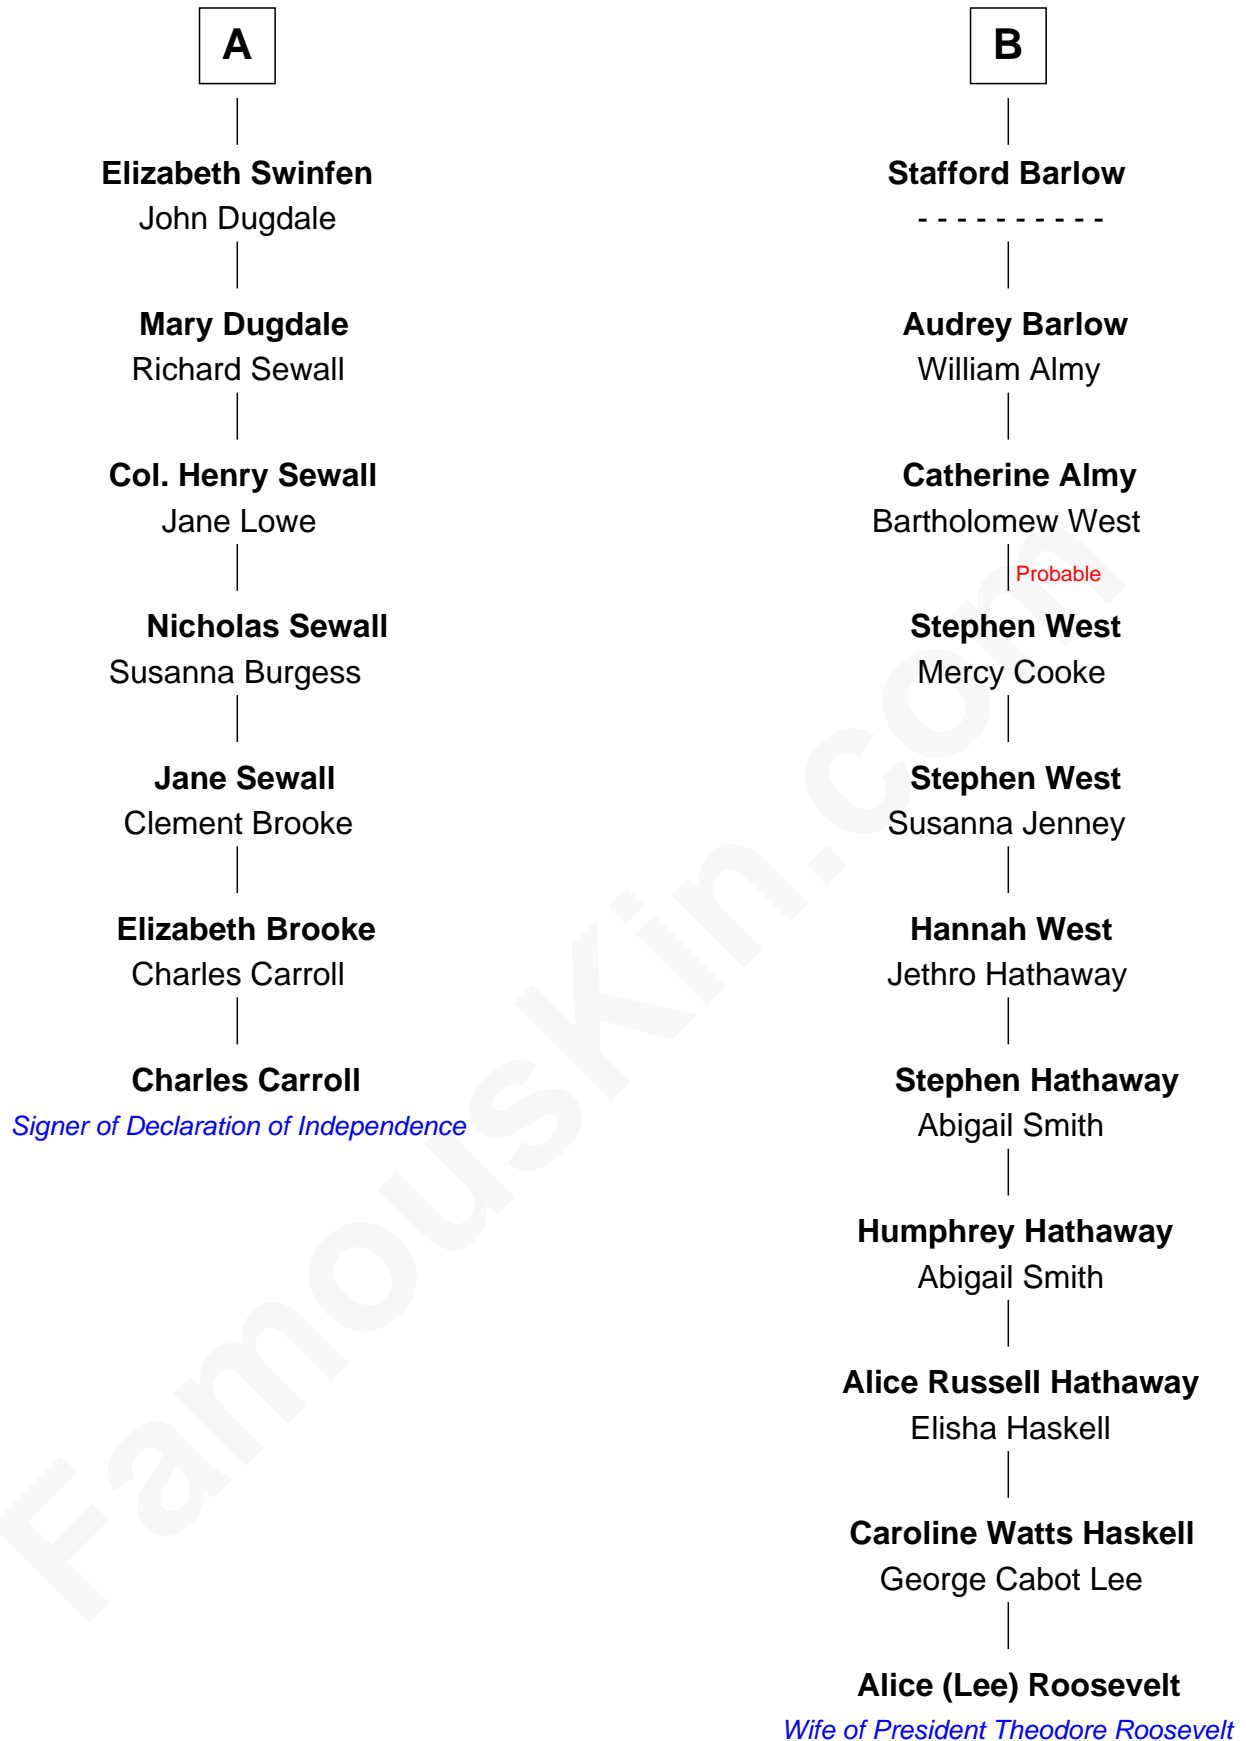 A
Elizabeth Swinfen
John Dugdale
Mary Dugdale
Richard Sewall
Col. Henry Sewall
Jane Lowe
Nicholas Sewall
Susanna Burgess
Jane Sewall
Clement Brooke
Elizabeth Brooke
Charles Carroll
Charles Carroll
Signer of Declaration of Independence
B
Stafford Barlow
- - - - - - - - - -
Audrey Barlow
William Almy
Catherine Almy
Bartholomew West
Probable
Stephen West
Mercy Cooke
Stephen West
Susanna Jenney
Hannah West
Jethro Hathaway
Stephen Hathaway
Abigail Smith
Humphrey Hathaway
Abigail Smith
Alice Russell Hathaway
Elisha Haskell
Caroline Watts Haskell
George Cabot Lee
Alice (Lee) Roosevelt
Wife of President Theodore Roosevelt
FamousKin.com